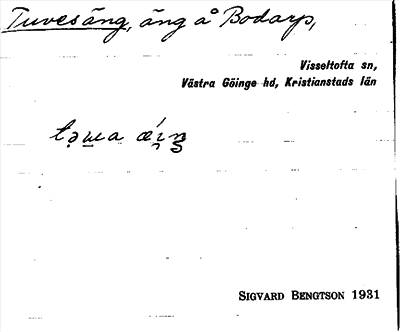 Tuvesäng, äng å Bodarp,
Visseltofta sn,
Västra Göinge hd, Kristianstads län
SIGVARD BENGTSON 1931